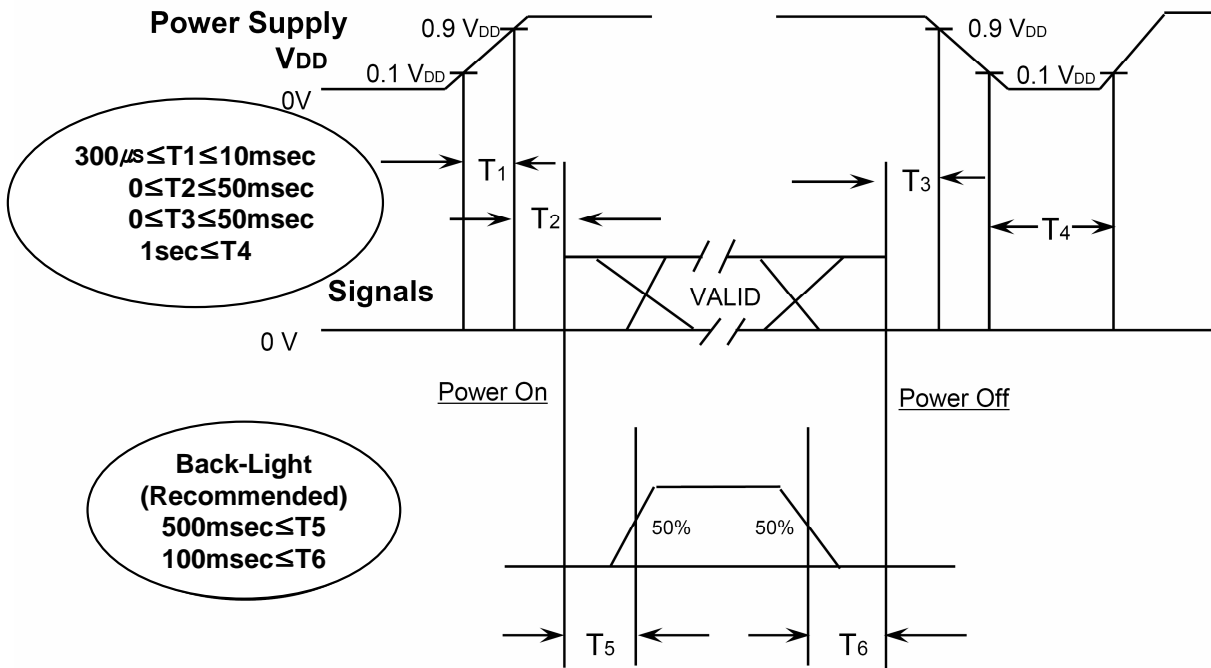 Power Supply
VDD
0.9 VDD
0.9 VDD
0.1 VDD
0.1 VDD
0V
300μs≤T1≤10msec
0≤T2≤50msec
0≤T3≤50msec
1sec≤T4
T1
T2
T3
T4
Signals
VALID
0 V
Power On
Power Off
Back-Light
(Recommended)
500msec≤T5
100msec≤T6
50%
50%
T5
T6